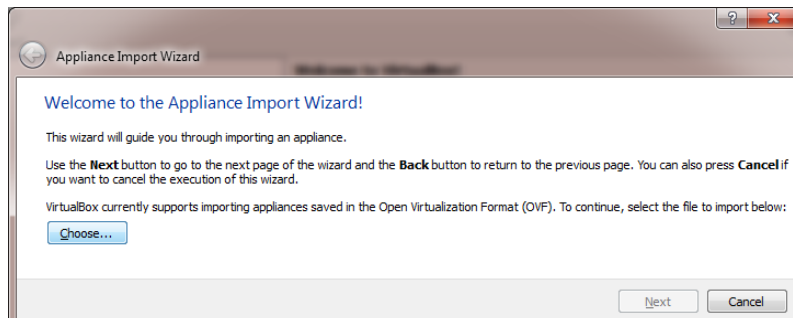 Appliance Import Wizard
Welcome to the Appliance Import Wizard!
This wizard will guide you through importing an appliance.
Use the Next button to go to the next page of the wizard and the Back button to return to the previous page. You can also press Cancel if
you want to cancel the execution of this wizard.
VirtualBox currently supports importing appliances saved in the Open Virtualization Format (OVF). To continue, select the file to import below:
Choose...
Next Cancel